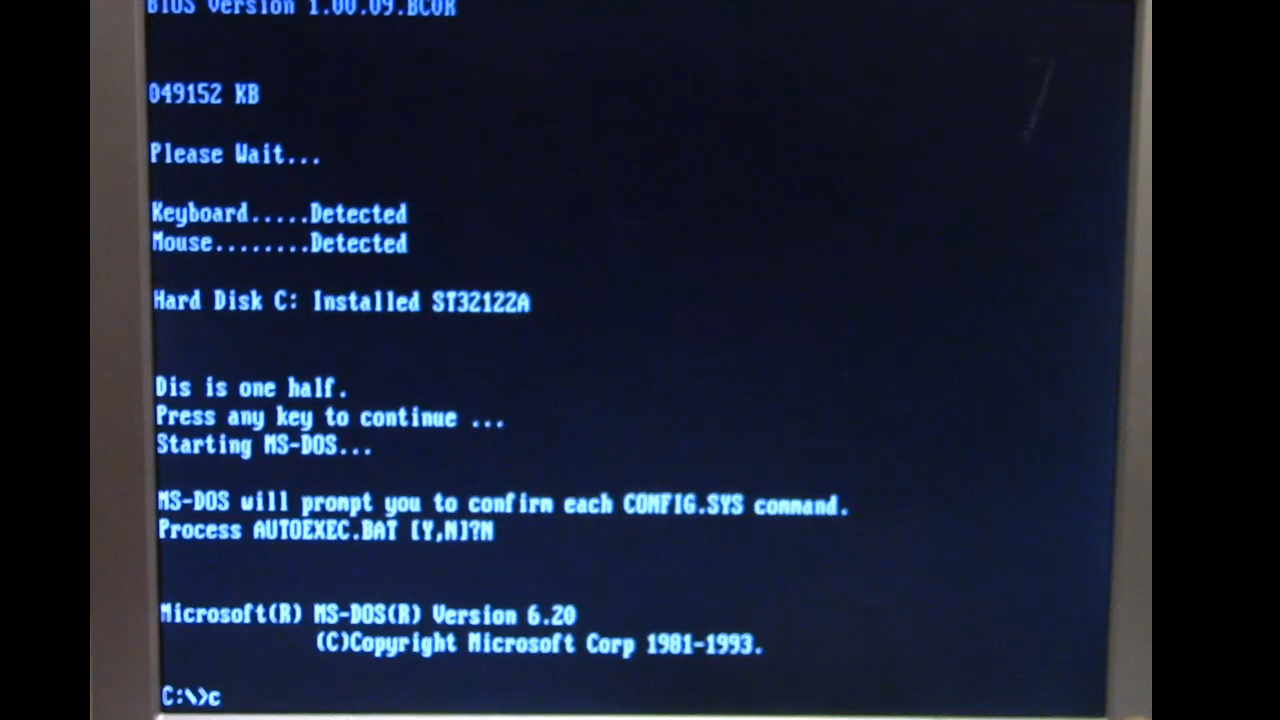 BIOS Version 1.00.09.BC0R
049152 KB
Please Wait...
Keyboard.....Detected
Mouse........Detected
Hard Disk C: Installed ST32122A
Dis is one half.
Press any key to continue ...
Starting MS-DOS...
MS-DOS will prompt you to confirm each CONFIG.SYS command.
Process AUTOEXEC.BAT [Y,N]?N
Microsoft(R) MS-DOS(R) Version 6.20
(C)Copyright Microsoft Corp 1981-1993.
C:\>c